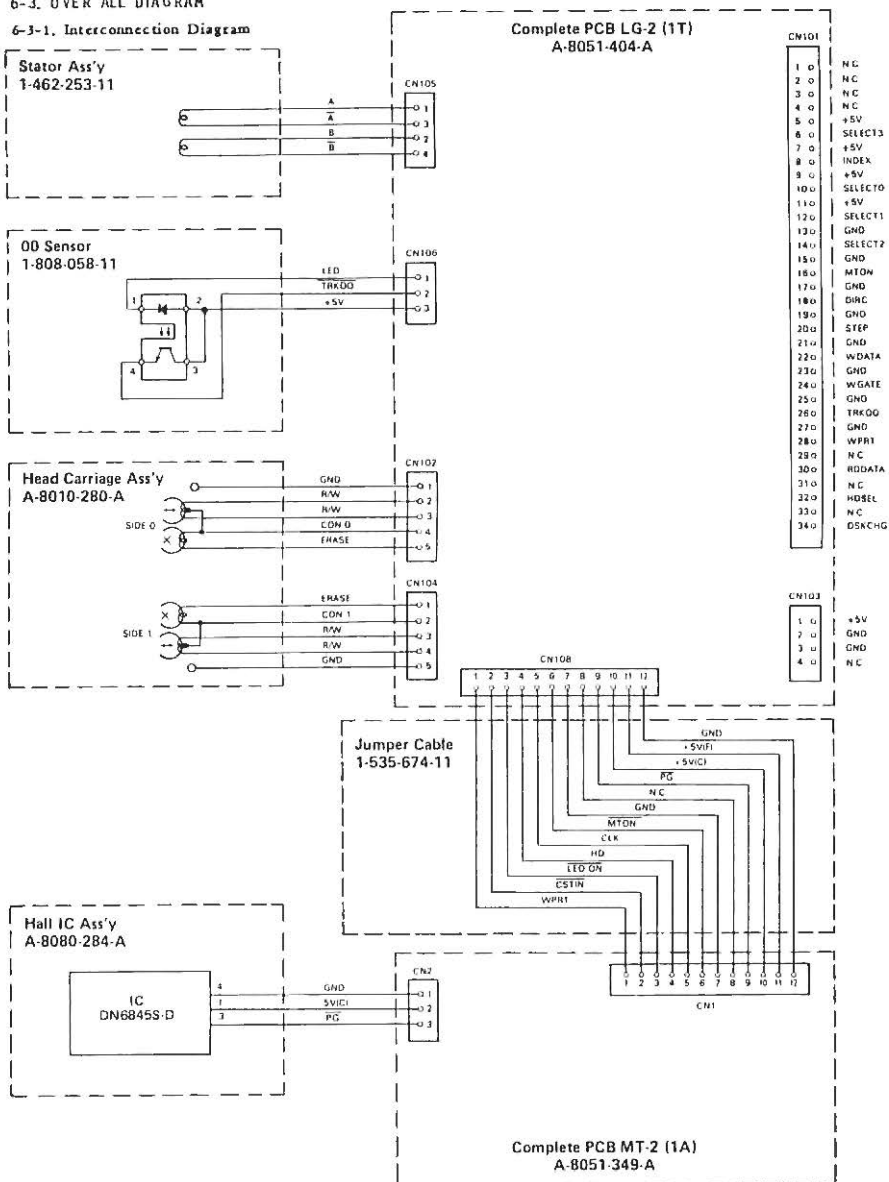 6-3. OVER ALL DIAGRAM
6-3-1. Interconnection Diagram
Complete PCB LG-2 (1T)
A-8051-404-A
Stator Ass'y
1-462-253-11
A
A
B
B
CN105
1
3
2
4
CN101
1 NC
2 NC
3 NC
4 NC
5 +5V
6 SELECT3
7 +5V
8 INDEX
9 +5V
10 SELECT0
11 +5V
12 SELECT1
13 GND
14 SELECT2
15 GND
16 MTON
17 GND
18 DIRC
19 GND
20 STEP
21 GND
22 WDATA
23 GND
24 WGATE
25 GND
26 TRK00
27 GND
28 WPRT
29 NC
30 RDDATA
31 NC
32 HDSEL
33 NC
34 DSKCHG
00 Sensor
1-808-058-11
1
2
4
3
LED
TRK00
+5V
CN106
1
2
3
Head Carriage Ass'y
A-8010-280-A
SIDE 0
GND
R/W
R/W
CON 0
ERASE
CN102
1
2
3
4
5
SIDE 1
ERASE
CON 1
R/W
R/W
GND
CN104
1
2
3
4
5
CN103
1 +5V
2 GND
3 GND
4 NC
CN108
1 2 3 4 5 6 7 8 9 10 11 12
Jumper Cable
1-535-674-11
GND
+5V(F)
+5V(C)
PG
NC
GND
MTON
CLK
HD
LED ON
CSTIN
WPRT
Hall IC Ass'y
A-8080-284-A
IC
DN6845S-D
4
1
3
GND
5V(C)
PG
CN2
1
2
3
1 2 3 4 5 6 7 8 9 10 11 12
CN1
Complete PCB MT-2 (1A)
A-8051-349-A